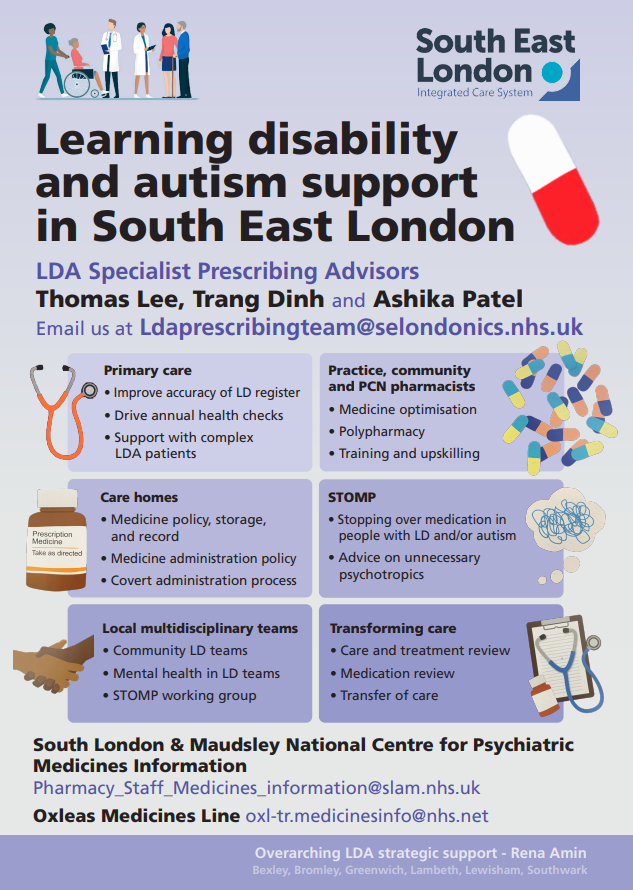 South East
London
Integrated Care System
Learning disability
and autism support
in South East London
LDA Specialist Prescribing Advisors
Thomas Lee, Trang Dinh and Ashika Patel
Email us at Ldaprescribingteam@selondonics.nhs.uk
Primary care
• Improve accuracy of LD register
• Drive annual health checks
• Support with complex
LDA patients
Practice, community
and PCN pharmacists
• Medicine optimisation
• Polypharmacy
• Training and upskilling
Prescription
Medicine
Take as directed
Care homes
• Medicine policy, storage,
and record
• Medicine administration policy
• Covert administration process
STOMP
• Stopping over medication in
people with LD and/or autism
• Advice on unnecessary
psychotropics
Local multidisciplinary teams
• Community LD teams
• Mental health in LD teams
• STOMP working group
Transforming care
• Care and treatment review
• Medication review
• Transfer of care
South London & Maudsley National Centre for Psychiatric
Medicines Information
Pharmacy_Staff_Medicines_information@slam.nhs.uk
Oxleas Medicines Line oxl-tr.medicinesinfo@nhs.net
Overarching LDA strategic support - Rena Amin
Bexley, Bromley, Greenwich, Lambeth, Lewisham, Southwark